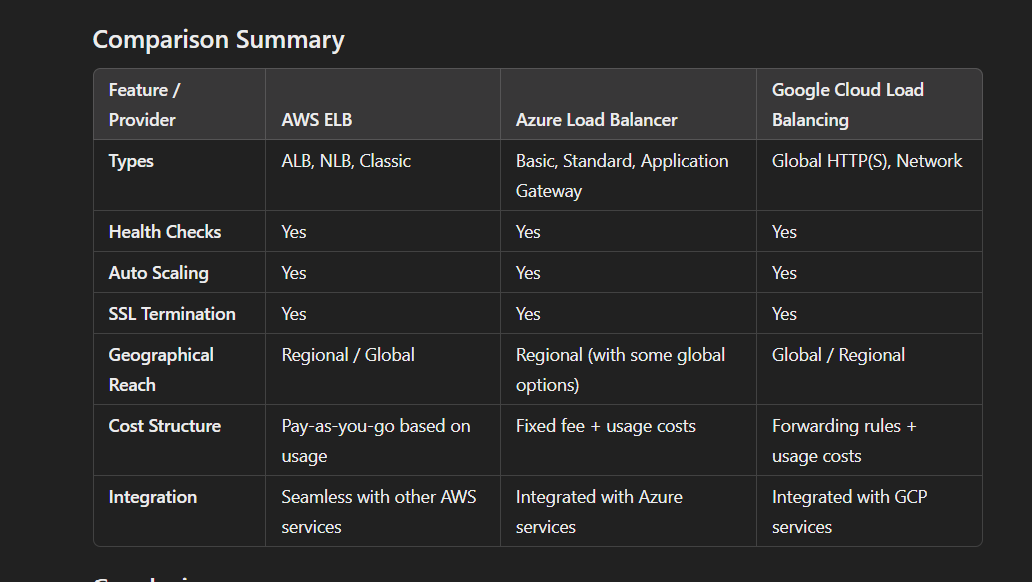 Comparison Summary
Feature /
Provider
AWS ELB
Azure Load Balancer
Google Cloud Load
Balancing
Types
ALB, NLB, Classic
Basic, Standard, Application
Gateway
Global HTTP(S), Network
Health Checks
Yes
Yes
Yes
Auto Scaling
Yes
Yes
Yes
SSL Termination
Yes
Yes
Yes
Geographical
Reach
Regional / Global
Regional (with some global
options)
Global / Regional
Cost Structure
Pay-as-you-go based on
usage
Fixed fee + usage costs
Forwarding rules +
usage costs
Integration
Seamless with other AWS
services
Integrated with Azure
services
Integrated with GCP
services